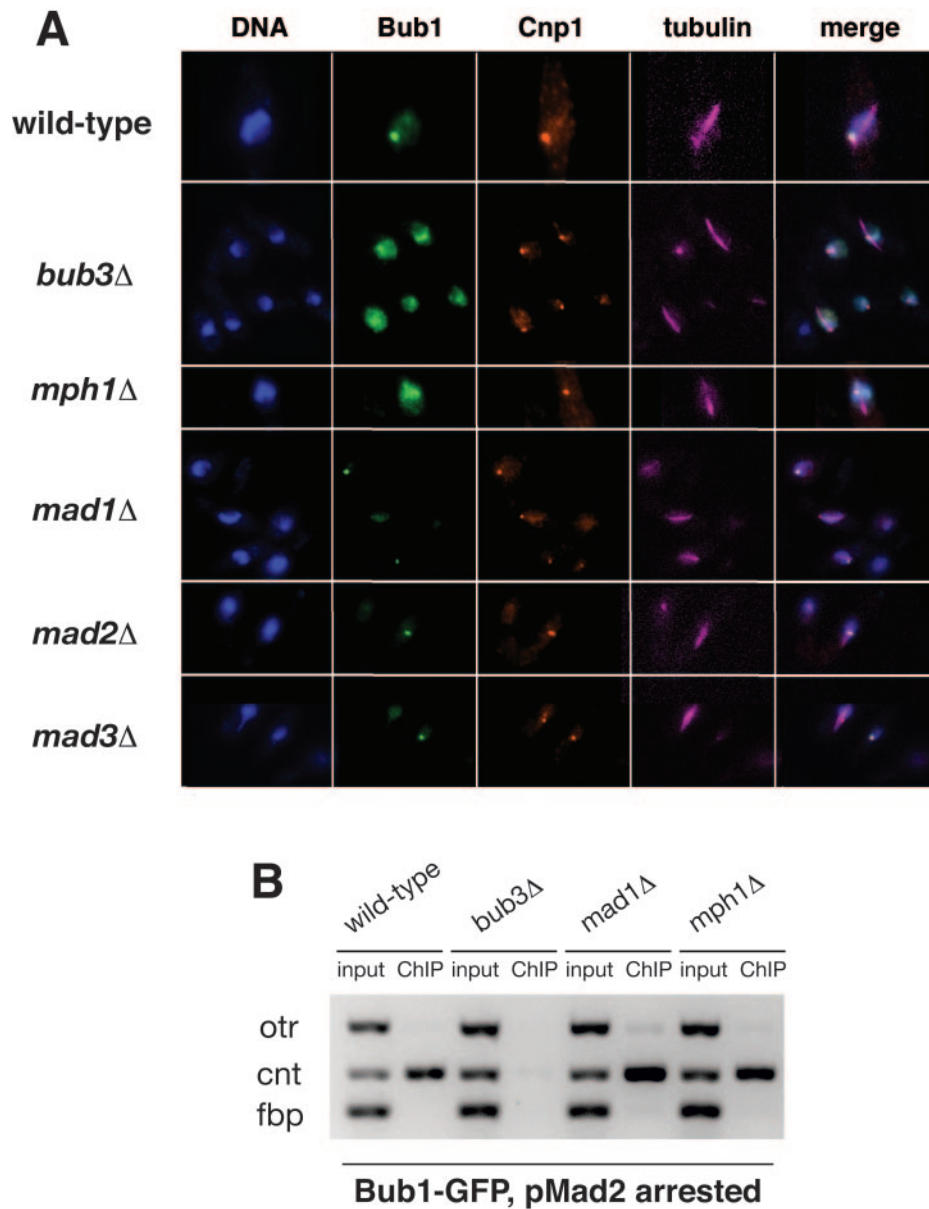 A
DNA Bub1 Cnp1 tubulin merge
wild-type
bub3Δ
mph1Δ
mad1Δ
mad2Δ
mad3Δ
B
wild-type bub3Δ mad1Δ mph1Δ
input ChIP input ChIP input ChIP input ChIP
otr
cnt
fbp
Bub1-GFP, pMad2 arrested